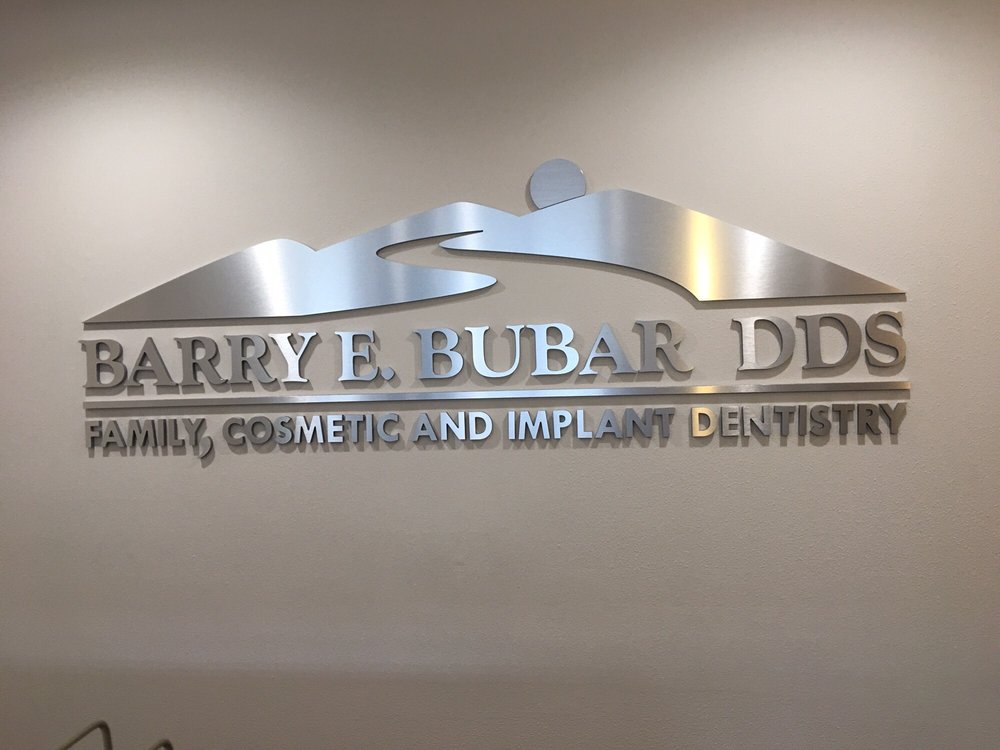 BARRY E. BUBAR DDS
FAMILY, COSMETIC AND IMPLANT DENTISTRY